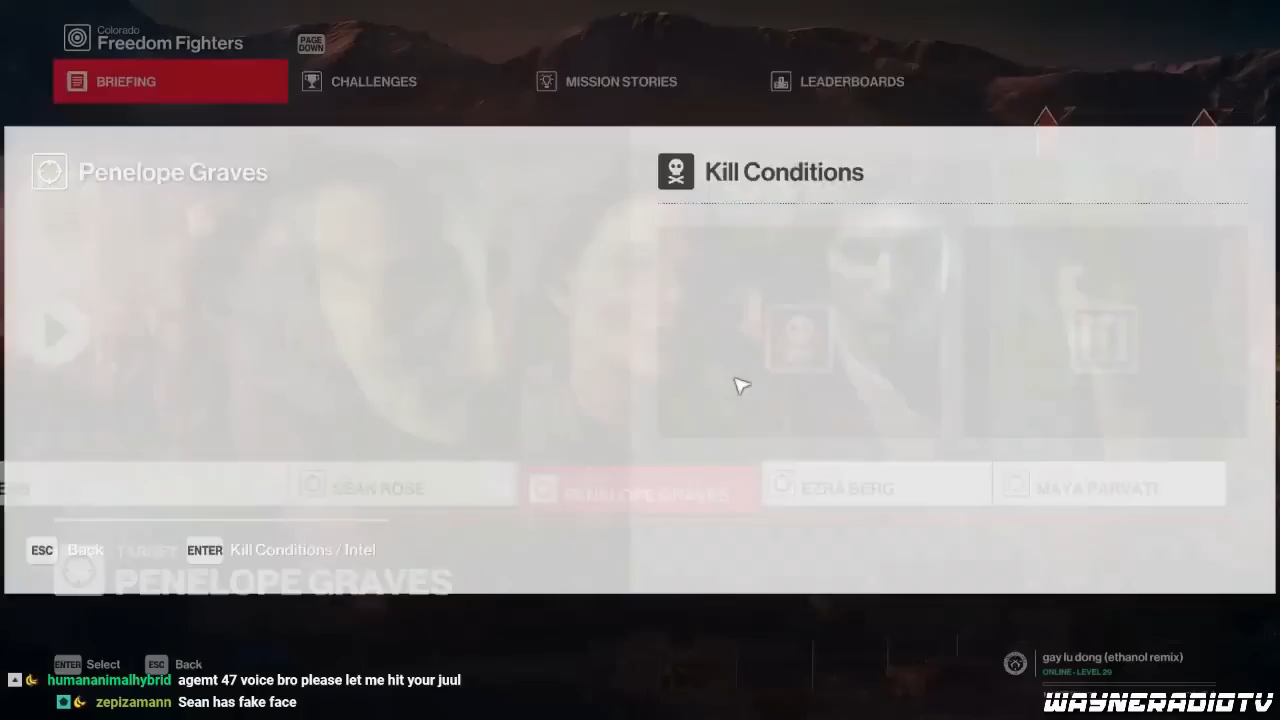 Colorado
Freedom Fighters
PAGE DOWN
BRIEFING
CHALLENGES
MISSION STORIES
LEADERBOARDS
Penelope Graves
Kill Conditions
SEAN ROSE
PENELOPE GRAVES
EZRA BERG
MAYA PARVATI
ESC Back
TARGET
ENTER Kill Conditions / Intel
PENELOPE GRAVES
ENTER Select
ESC Back
gay lu dong (ethanol remix)
ONLINE - LEVEL 29
humananimalhybrid agemt 47 voice bro please let me hit your juul
zepizamann Sean has fake face
WAYNERADIOTV